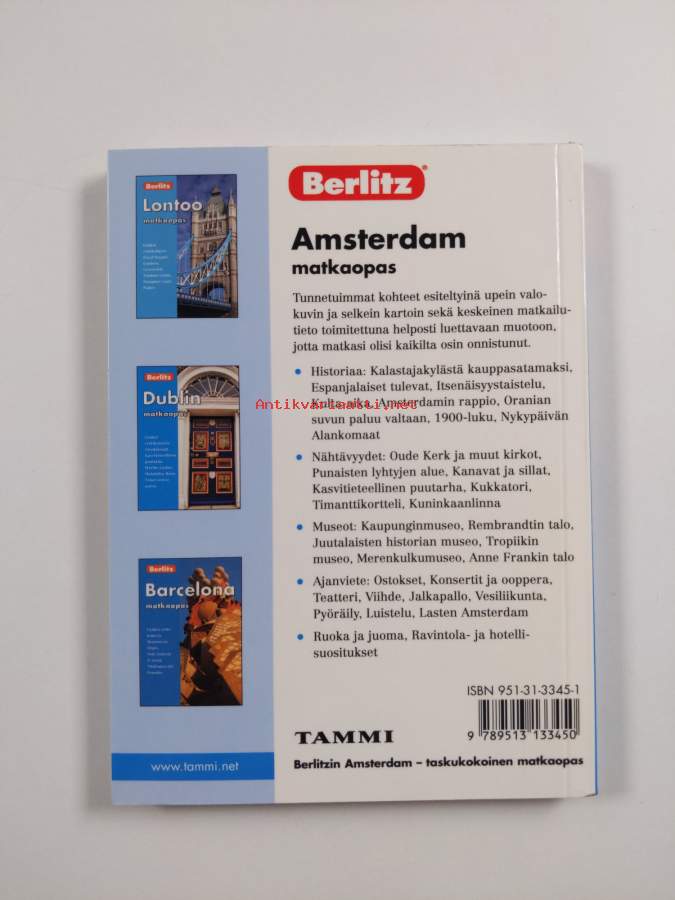 Berlitz
Lontoo
matkaopas
Berlitz
Dublin
matkaopas
Berlitz
Barcelona
matkaopas
www.tammi.net
Berlitz®
Amsterdam
matkaopas
Tunnetuimmat kohteet esiteltyinä upein valo-
kuvin ja selkein kartoin sekä keskeinen matkailu-
tieto toimitettuna helposti luettavaan muotoon,
jotta matkasi olisi kaikilta osin onnistunut.
• Historiaa: Kalastajakylästä kauppasatamaksi,
Espanjalaiset tulevat, Itsenäisyystaistelu,
Kulta-aika, Amsterdamin rappio, Oranian
suvun paluu valtaan, 1900-luku, Nykypäivän
Alankomaat
• Nähtävyydet: Oude Kerk ja muut kirkot,
Punaisten lyhtyjen alue, Kanavat ja sillat,
Kasvitieteellinen puutarha, Kukkatori,
Timanttikortteli, Kuninkaanlinna
• Museot: Kaupunginmuseo, Rembrandtin talo,
Juutalaisten historian museo, Tropiikin
museo, Merenkulkumuseo, Anne Frankin talo
• Ajanviete: Ostokset, Konsertit ja ooppera,
Teatteri, Viihde, Jalkapallo, Vesiliikunta,
Pyöräily, Luistelu, Lasten Amsterdam
• Ruoka ja juoma, Ravintola- ja hotelli-
suositukset
ISBN 951-31-3345-1
9 789513 133450
TAMMI
Berlitzin Amsterdam – taskukokoinen matkaopas
Antikvariaatti.net